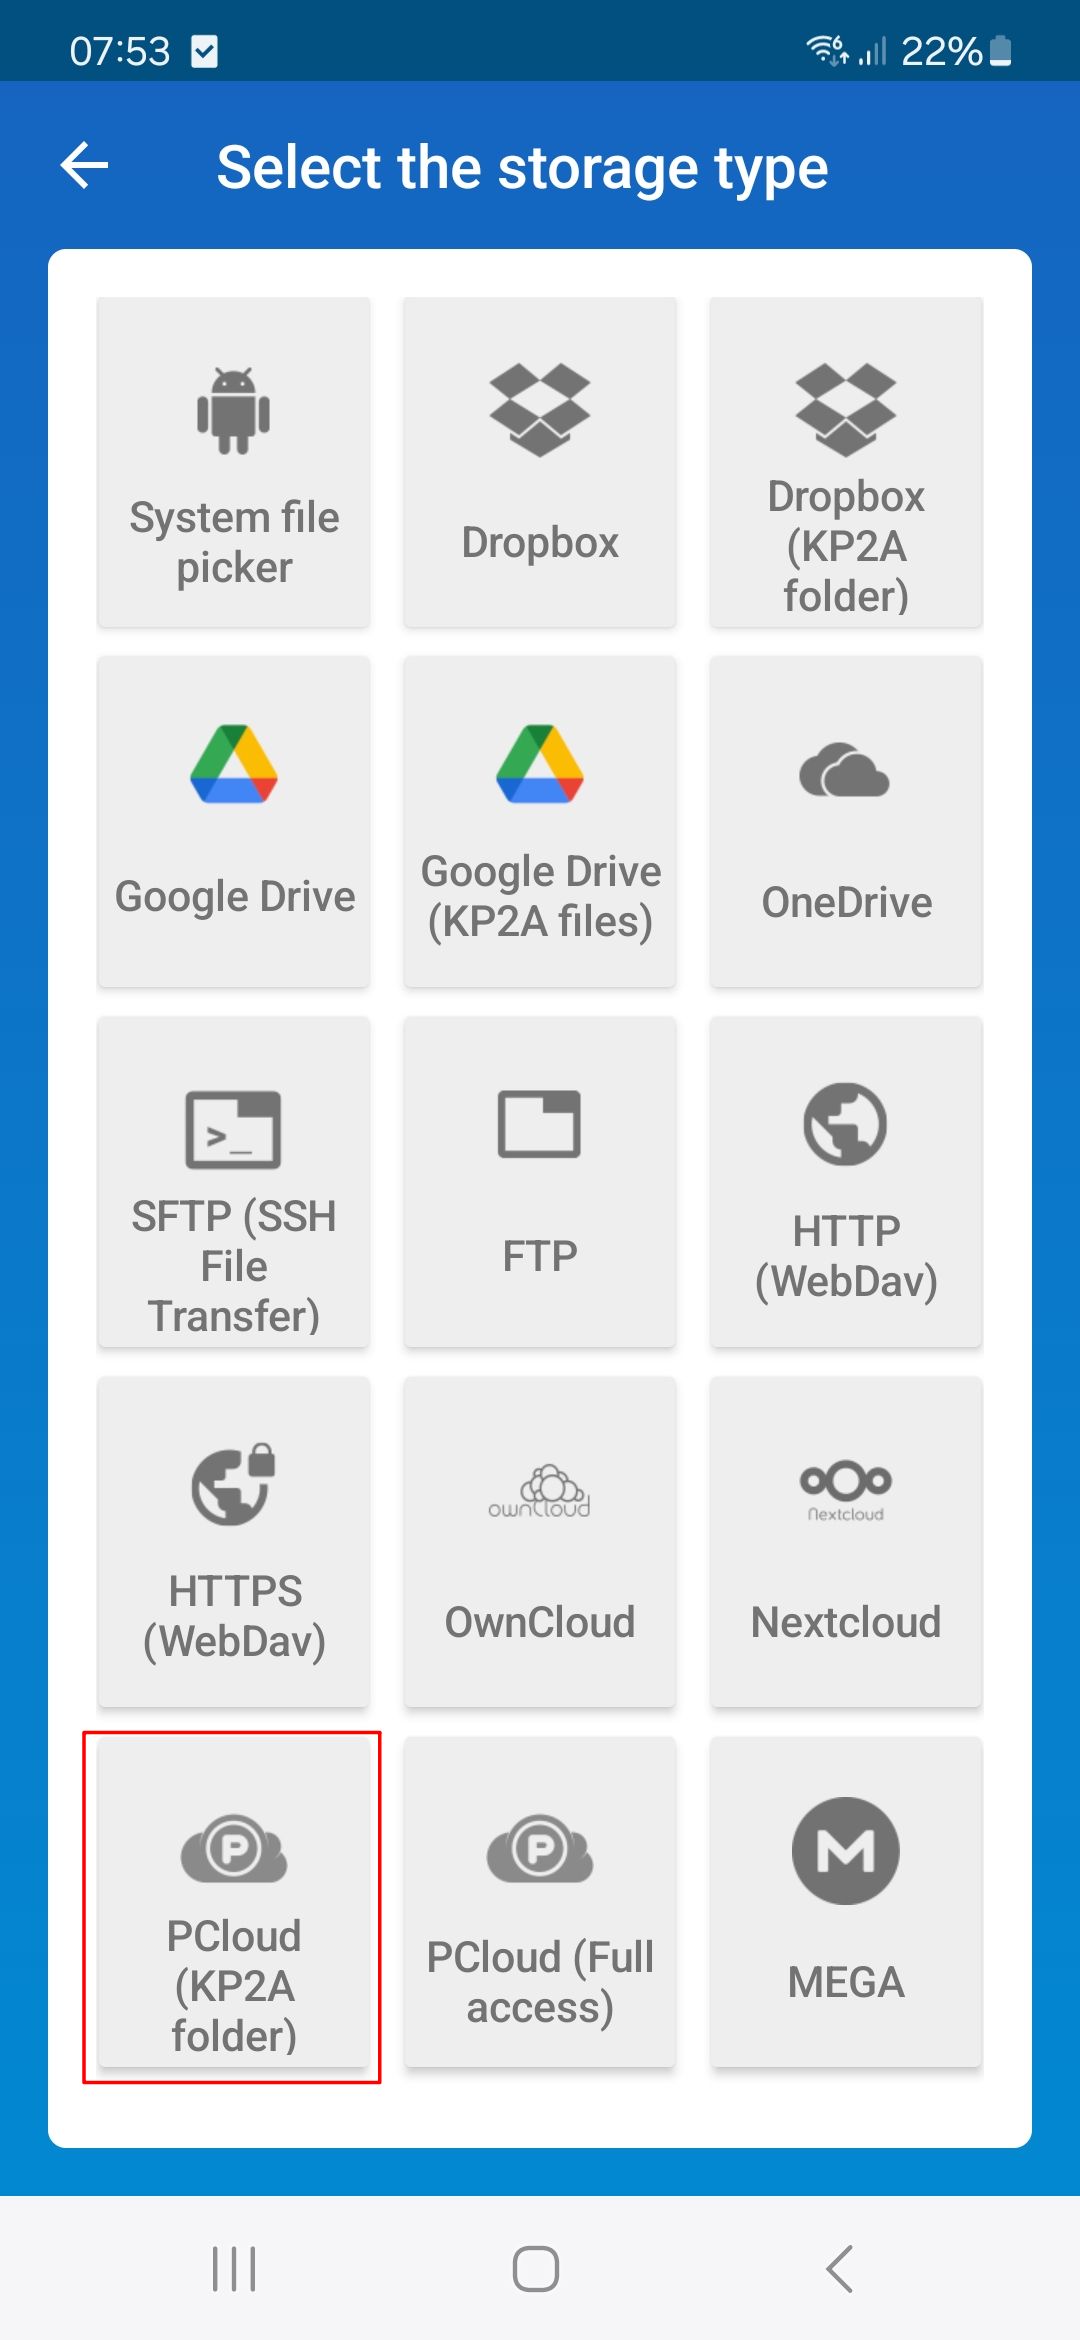 07:53
6
22%
Select the storage type
System file
picker
Dropbox
Dropbox
(KP2A
folder)
Google Drive
Google Drive
(KP2A files)
OneDrive
>_
SFTP (SSH
File
Transfer)
FTP
HTTP
(WebDav)
HTTPS
(WebDav)
ownCloud
OwnCloud
Nextcloud
Nextcloud
P
PCloud
(KP2A
folder)
P
PCloud (Full
access)
M
MEGA